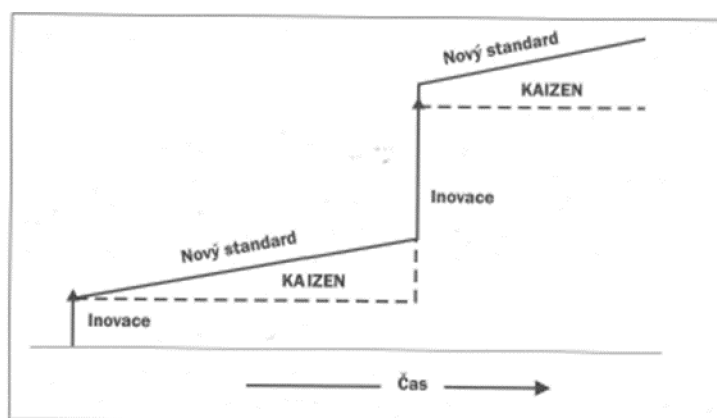 Nový standard
KAIZEN
Inovace
Nový standard
KAIZEN
Inovace
Čas